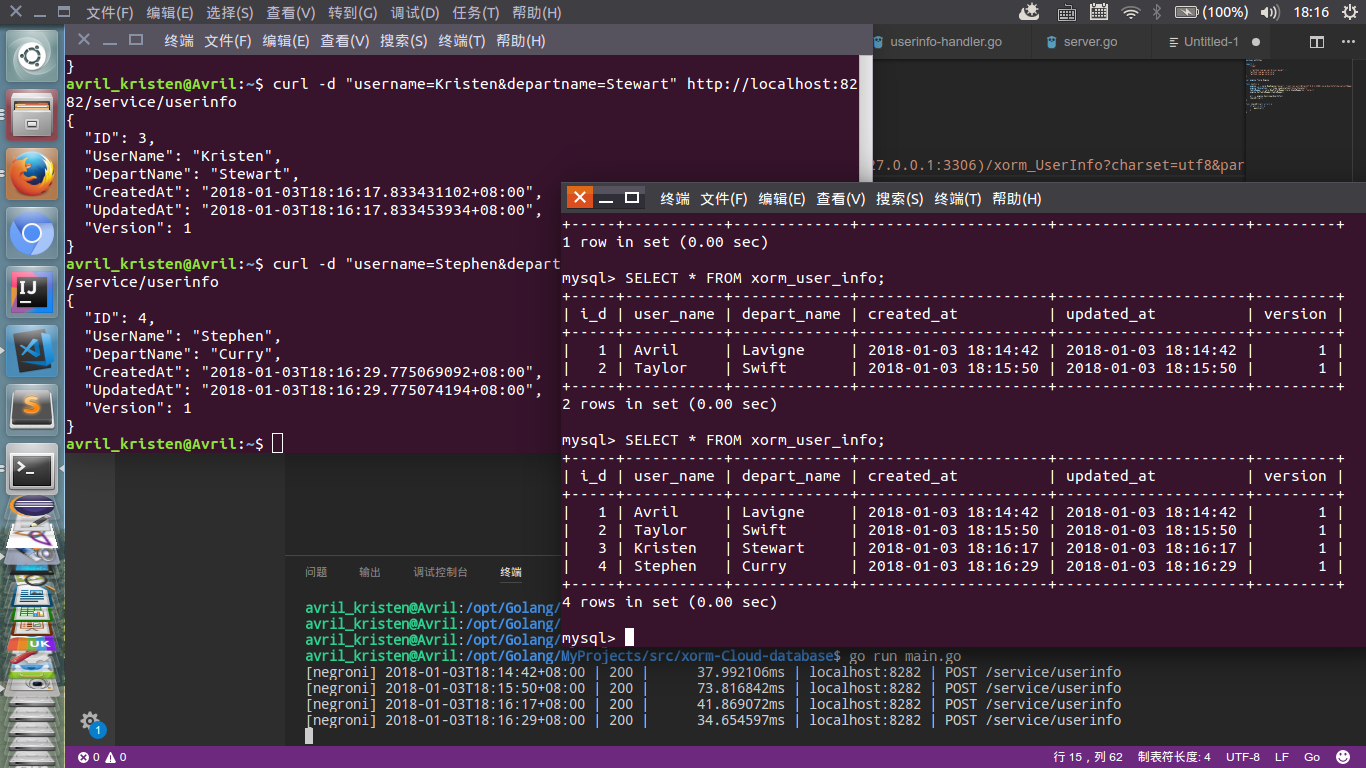 文件(F) 编辑(E) 选择(S) 查看(V) 转到(G) 调试(D) 任务(T) 帮助(H)
(100%) 18:16
终端 文件(F) 编辑(E) 查看(V) 搜索(S) 终端(T) 帮助(H)
userinfo-handler.go server.go Untitled-1
}
avril_kristen@Avril:~$ curl -d "username=Kristen&departname=Stewart" http://localhost:82
82/service/userinfo
{
"ID": 3,
"UserName": "Kristen",
"DepartName": "Stewart",
"CreatedAt": "2018-01-03T18:16:17.833431102+08:00",
"UpdatedAt": "2018-01-03T18:16:17.833453934+08:00",
"Version": 1
}
avril_kristen@Avril:~$ curl -d "username=Stephen&depart
/service/userinfo
{
"ID": 4,
"UserName": "Stephen",
"DepartName": "Curry",
"CreatedAt": "2018-01-03T18:16:29.775069092+08:00",
"UpdatedAt": "2018-01-03T18:16:29.775074194+08:00",
"Version": 1
}
avril_kristen@Avril:~$
27.0.0.1:3306)/xorm_UserInfo?charset=utf8&par
终端 文件(F) 编辑(E) 查看(V) 搜索(S) 终端(T) 帮助(H)
+-----+-----------+-------------+---------------------+---------------------+---------+
1 row in set (0.00 sec)
mysql> SELECT * FROM xorm_user_info;
+-----+-----------+-------------+---------------------+---------------------+---------+
| i_d | user_name | depart_name | created_at | updated_at | version |
+-----+-----------+-------------+---------------------+---------------------+---------+
| 1 | Avril | Lavigne | 2018-01-03 18:14:42 | 2018-01-03 18:14:42 | 1 |
| 2 | Taylor | Swift | 2018-01-03 18:15:50 | 2018-01-03 18:15:50 | 1 |
+-----+-----------+-------------+---------------------+---------------------+---------+
2 rows in set (0.00 sec)
mysql> SELECT * FROM xorm_user_info;
+-----+-----------+-------------+---------------------+---------------------+---------+
| i_d | user_name | depart_name | created_at | updated_at | version |
+-----+-----------+-------------+---------------------+---------------------+---------+
| 1 | Avril | Lavigne | 2018-01-03 18:14:42 | 2018-01-03 18:14:42 | 1 |
| 2 | Taylor | Swift | 2018-01-03 18:15:50 | 2018-01-03 18:15:50 | 1 |
| 3 | Kristen | Stewart | 2018-01-03 18:16:17 | 2018-01-03 18:16:17 | 1 |
| 4 | Stephen | Curry | 2018-01-03 18:16:29 | 2018-01-03 18:16:29 | 1 |
+-----+-----------+-------------+---------------------+---------------------+---------+
4 rows in set (0.00 sec)
mysql>
问题 输出 调试控制台 终端
avril_kristen@Avril:/opt/Golang/
avril_kristen@Avril:/opt/Golang/
avril_kristen@Avril:/opt/Golang/
avril_kristen@Avril:/opt/Golang/MyProjects/src/xorm-Cloud-database$ go run main.go
[negroni] 2018-01-03T18:14:42+08:00 | 200 | 37.992106ms | localhost:8282 | POST /service/userinfo
[negroni] 2018-01-03T18:15:50+08:00 | 200 | 73.816842ms | localhost:8282 | POST /service/userinfo
[negroni] 2018-01-03T18:16:17+08:00 | 200 | 41.869072ms | localhost:8282 | POST /service/userinfo
[negroni] 2018-01-03T18:16:29+08:00 | 200 | 34.654597ms | localhost:8282 | POST /service/userinfo
IJ
S
>_
UK
1
0 0 行 15，列 62 制表符长度: 4 UTF-8 LF Go